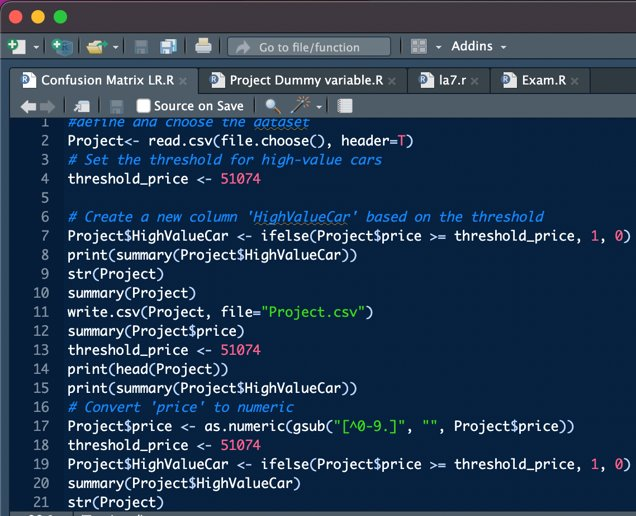 Go to file/function
Addins
Confusion Matrix LR.R
Project Dummy variable.R
la7.r
Exam.R
Source on Save
1 #define and choose the dataset
2 Project<- read.csv(file.choose(), header=T)
3 # Set the threshold for high-value cars
4 threshold_price <- 51074
5
6 # Create a new column 'HighValueCar' based on the threshold
7 Project$HighValueCar <- ifelse(Project$price >= threshold_price, 1, 0)
8 print(summary(Project$HighValueCar))
9 str(Project)
10 summary(Project)
11 write.csv(Project, file="Project.csv")
12 summary(Project$price)
13 threshold_price <- 51074
14 print(head(Project))
15 print(summary(Project$HighValueCar))
16 # Convert 'price' to numeric
17 Project$price <- as.numeric(gsub("[^0-9.]", "", Project$price))
18 threshold_price <- 51074
19 Project$HighValueCar <- ifelse(Project$price >= threshold_price, 1, 0)
20 summary(Project$HighValueCar)
21 str(Project)